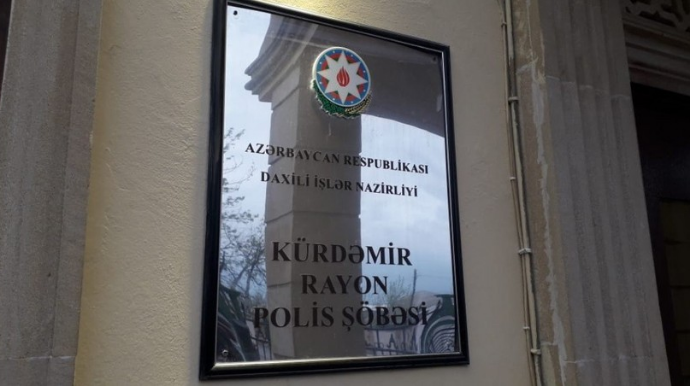 AZƏRBAYCAN RESPUBLİKASI
DAXİLİ İŞLƏR NAZİRLİYİ
KÜRDƏMİR
RAYON
POLİS ŞÖBƏSİ